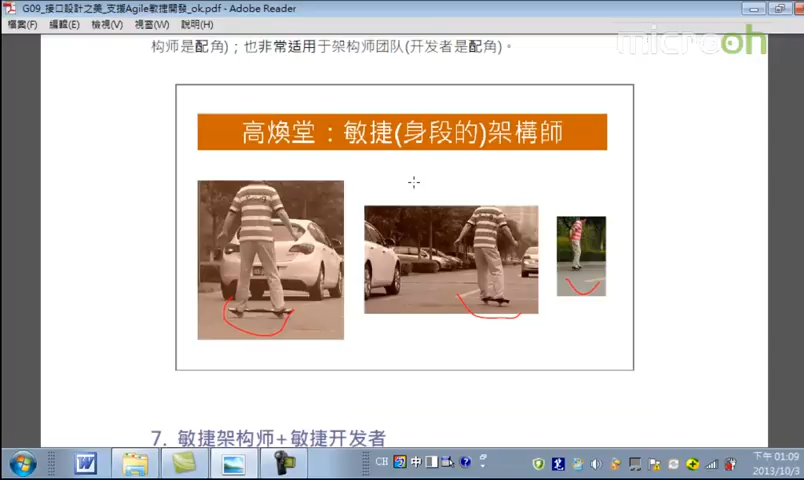 G09_接口設計之美_支援Agile敏捷開發_ok.pdf - Adobe Reader
檔案(F) 編輯(E) 檢視(V) 視窗(W) 說明(H)
microoh
构师是配角)；也非常适用于架构师团队(开发者是配角)。
高煥堂：敏捷(身段的)架構師
7. 敏捷架构师+敏捷开发者
CH 中
下午 01:09
2013/10/3